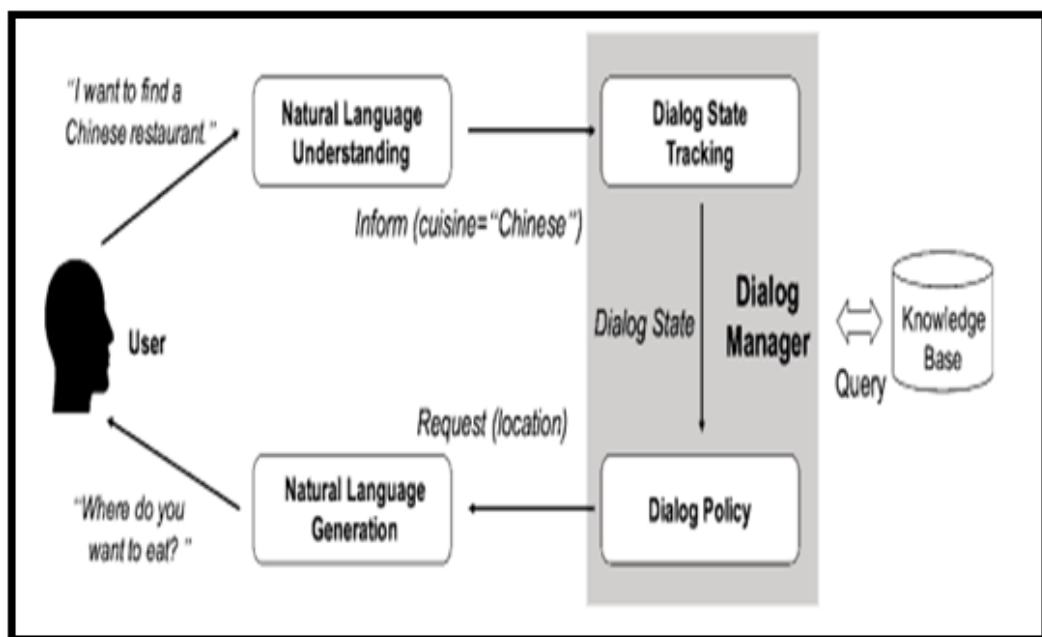 “I want to find a
Chinese restaurant.”
Natural Language
Understanding
Dialog State
Tracking
Inform (cuisine=“Chinese”)
User
Dialog State
Dialog
Manager
Knowledge
Base
Query
Request (location)
“Where do you
want to eat? ”
Natural Language
Generation
Dialog Policy